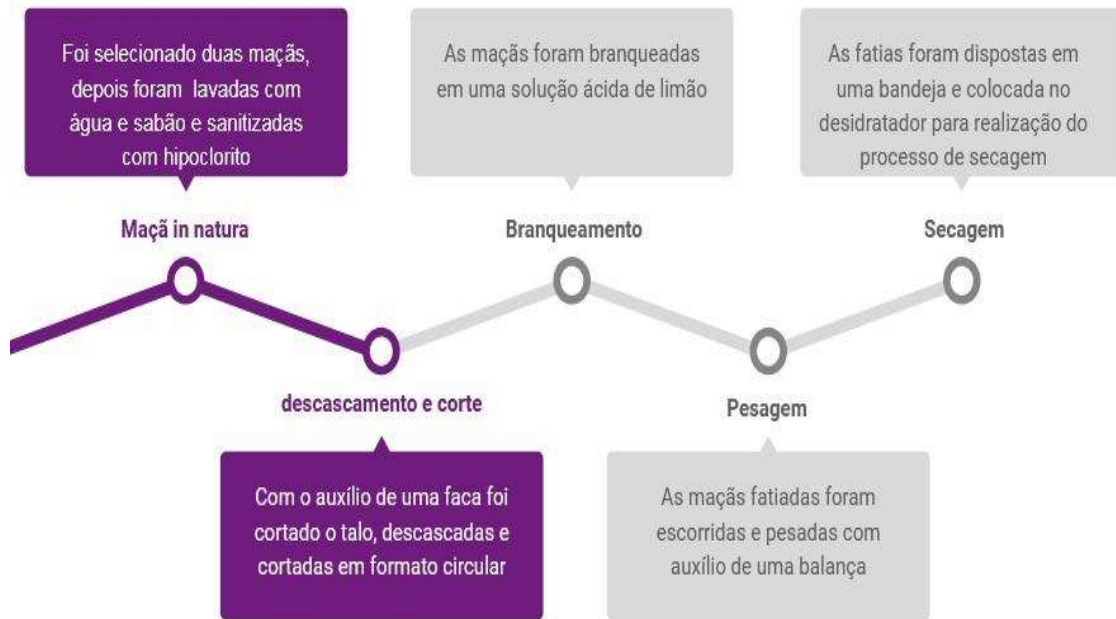 Foi selecionado duas maçãs,
depois foram lavadas com
água e sabão e sanitizadas
com hipoclorito
Maçã in natura
descascamento e corte
Com o auxílio de uma faca foi
cortado o talo, descascadas e
cortadas em formato circular
As maçãs foram branqueadas
em uma solução ácida de limão
Branqueamento
Pesagem
As maçãs fatiadas foram
escorridas e pesadas com
auxílio de uma balança
As fatias foram dispostas em
uma bandeja e colocada no
desidratador para realização do
processo de secagem
Secagem